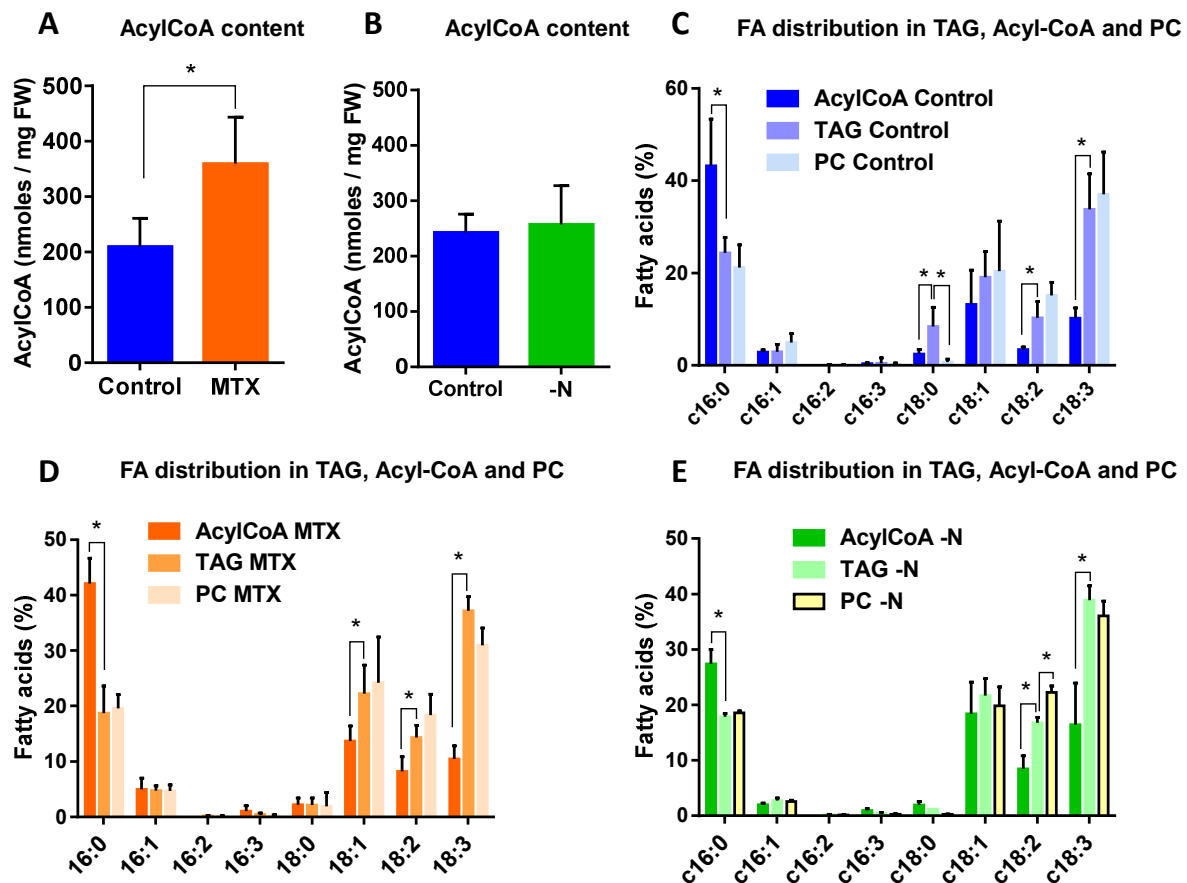 A
AcylCoA content
AcylCoA (nmoles / mg FW)
500
400
300
200
100
0
*
Control
MTX
B
AcylCoA content
AcylCoA (nmoles / mg FW)
500
400
300
200
100
0
Control
-N
C
FA distribution in TAG, Acyl-CoA and PC
Fatty acids (%)
60
40
20
0
AcylCoA Control
TAG Control
PC Control
*
*
*
*
*
c16:0
c16:1
c16:2
c16:3
c18:0
c18:1
c18:2
c18:3
D
FA distribution in TAG, Acyl-CoA and PC
Fatty acids (%)
50
40
30
20
10
0
AcylCoA MTX
TAG MTX
PC MTX
*
*
*
*
16:0
16:1
16:2
16:3
18:0
18:1
18:2
18:3
E
FA distribution in TAG, Acyl-CoA and PC
Fatty acids (%)
50
40
30
20
10
0
AcylCoA -N
TAG -N
PC -N
*
*
*
*
c16:0
c16:1
c16:2
c16:3
c18:0
c18:1
c18:2
c18:3